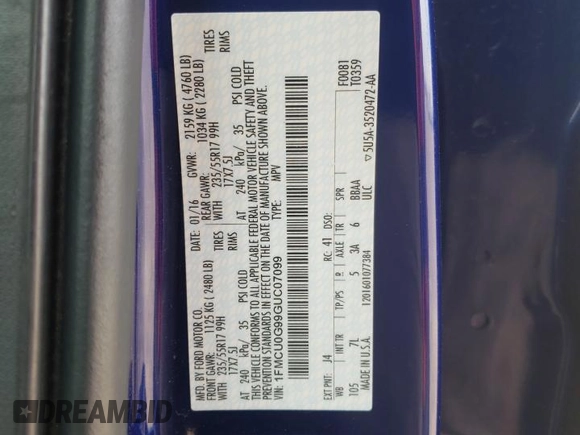 MFD. BY FORD MOTOR CO.
DATE: 01/16 GVWR: 2159 KG ( 4760 LB)
FRONT GAWR: 1125 KG ( 2480 LB) REAR GAWR: 1034 KG ( 2280 LB)
WITH 235/55R17 99H TIRES WITH 235/55R17 99H TIRES
17X7.5J RIMS 17X7.5J RIMS
AT 240 kPa/ 35 PSI COLD AT 240 kPa/ 35 PSI COLD
THIS VEHICLE CONFORMS TO ALL APPLICABLE FEDERAL MOTOR VEHICLE SAFETY AND THEFT
PREVENTION STANDARDS IN EFFECT ON THE DATE OF MANUFACTURE SHOWN ABOVE.
VIN: 1FMCU0G99GUC07099
TYPE: MPV
F0081
T0359
EXT PNT: J4 RC: 41 DSO:
WB INT TR TP/PS R AXLE TR SPR
105 7L 5 3A 6 BBAA
MADE IN U.S.A. 1201601077384 ULC
5U5A-3520472-AA
DREAMBID